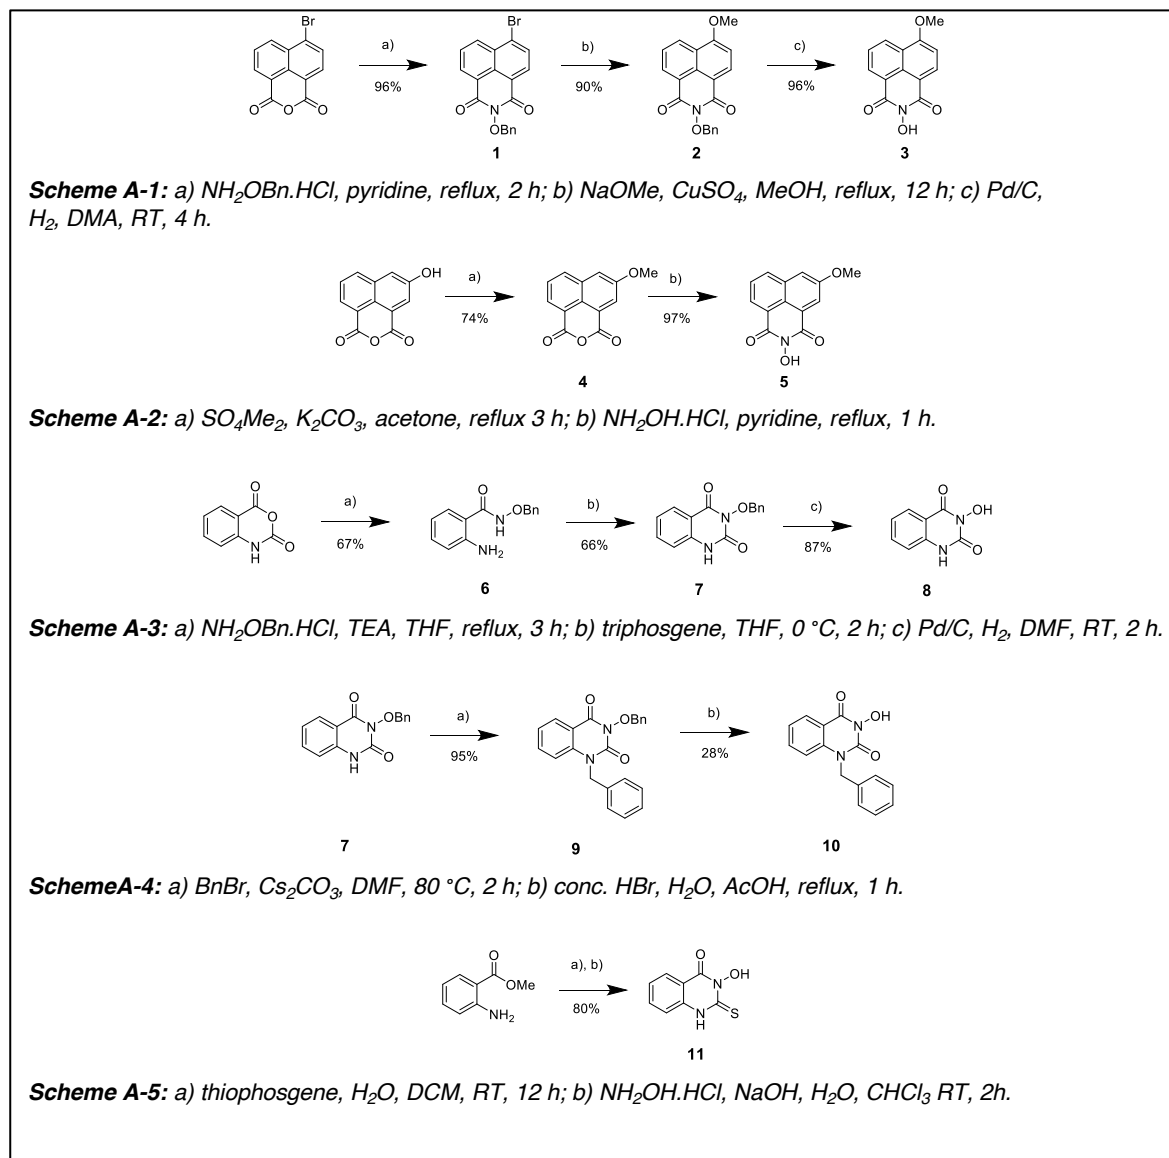 Br Br OMe OMe
a) b) c)
96% 90% 96%
O O O O N O O N O O N O
OBn OBn OH
1 2 3
Scheme A-1: a) NH2OBn.HCl, pyridine, reflux, 2 h; b) NaOMe, CuSO4, MeOH, reflux, 12 h; c) Pd/C,
H2, DMA, RT, 4 h.
OH OMe OMe
a) b)
74% 97%
O O O O O O O N O
OH
4 5
Scheme A-2: a) SO4Me2, K2CO3, acetone, reflux 3 h; b) NH2OH.HCl, pyridine, reflux, 1 h.
O O O O
a) b) c)
O O N OBn N OBn N OH
H
67% 66% 87%
N O NH2 N O N O
H H H
6 7 8
Scheme A-3: a) NH2OBn.HCl, TEA, THF, reflux, 3 h; b) triphosgene, THF, 0 °C, 2 h; c) Pd/C, H2, DMF, RT, 2 h.
O O O
a) b)
N OBn N OBn N OH
95% 28%
N O N O N O
H
7 9 10
SchemeA-4: a) BnBr, Cs2CO3, DMF, 80 °C, 2 h; b) conc. HBr, H2O, AcOH, reflux, 1 h.
O O
a), b)
OMe N OH
80%
NH2 N S
H
11
Scheme A-5: a) thiophosgene, H2O, DCM, RT, 12 h; b) NH2OH.HCl, NaOH, H2O, CHCl3 RT, 2h.